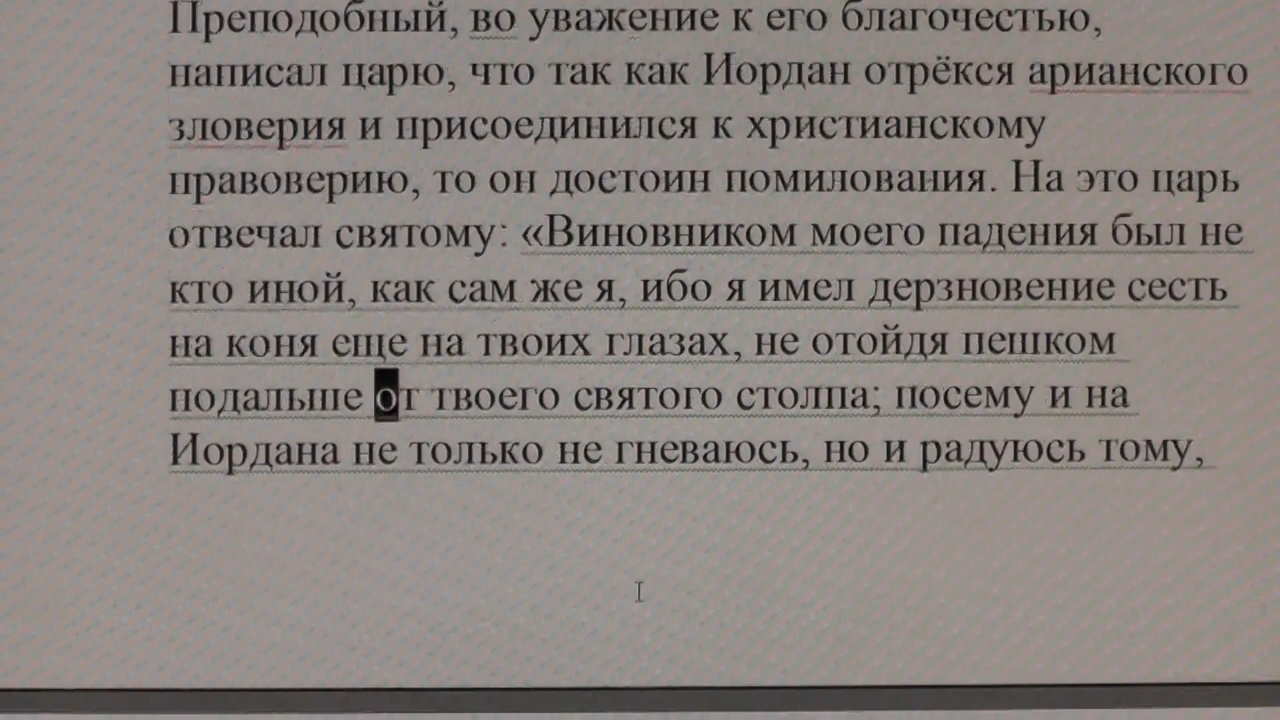 Преподобный, во уважение к его благочестью,
написал царю, что так как Иордан отрёкся арианского
зловерия и присоединился к христианскому
правоверию, то он достоин помилования. На это царь
отвечал святому: «Виновником моего падения был не
кто иной, как сам же я, ибо я имел дерзновение сесть
на коня еще на твоих глазах, не отойдя пешком
подальше от твоего святого столпа; посему и на
Иордана не только не гневаюсь, но и радуюсь тому,